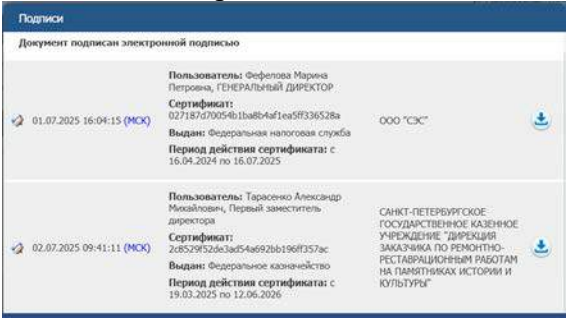 Подписи
Документ подписан электронной подписью
01.07.2025 16:04:15 (МСК)
Пользователь: Фефелова Марина
Петровна, ГЕНЕРАЛЬНЫЙ ДИРЕКТОР
Сертификат:
027187d70054b1ba8b4af1ea5ff336528a
Выдан: Федеральная налоговая служба
Период действия сертификата: с
16.04.2024 по 16.07.2025
ООО "СЭС"
02.07.2025 09:41:11 (МСК)
Пользователь: Тарасенко Александр
Михайлович, Первый заместитель
директора
Сертификат:
2c8529f52de3ad54a692bb196ff357ac
Выдан: Федеральное казначейство
Период действия сертификата: с
19.03.2025 по 12.06.2026
САНКТ-ПЕТЕРБУРГСКОЕ
ГОСУДАРСТВЕННОЕ КАЗЕННОЕ
УЧРЕЖДЕНИЕ "ДИРЕКЦИЯ
ЗАКАЗЧИКА ПО РЕМОНТНО-
РЕСТАВРАЦИОННЫМ РАБОТАМ
НА ПАМЯТНИКАХ ИСТОРИИ И
КУЛЬТУРЫ"